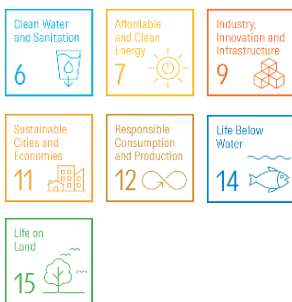 Clean Water
and Sanitation
6
Affordable
and Clean
Energy
7
Industry,
Innovation and
Infrastructure
9
Sustainable
Cities and
Economies
11
Responsible
Consumption
and Production
12
Life Below
Water
14
Life on
Land
15